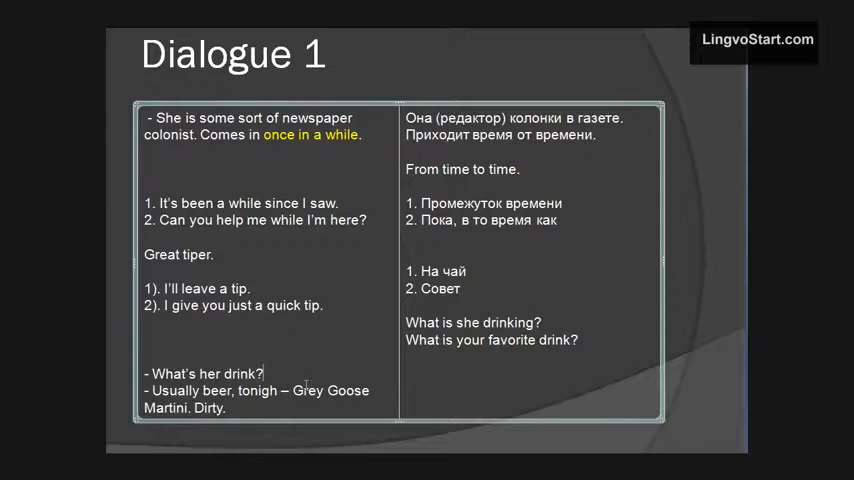 LingvoStart.com
Dialogue 1
- She is some sort of newspaper
colonist. Comes in once in a while.
1. It's been a while since I saw.
2. Can you help me while I'm here?
Great tiper.
1). I'll leave a tip.
2). I give you just a quick tip.
- What's her drink?
- Usually beer, tonigh – Grey Goose
Martini. Dirty.
Она (редактор) колонки в газете.
Приходит время от времени.
From time to time.
1. Промежуток времени
2. Пока, в то время как
1. На чай
2. Совет
What is she drinking?
What is your favorite drink?